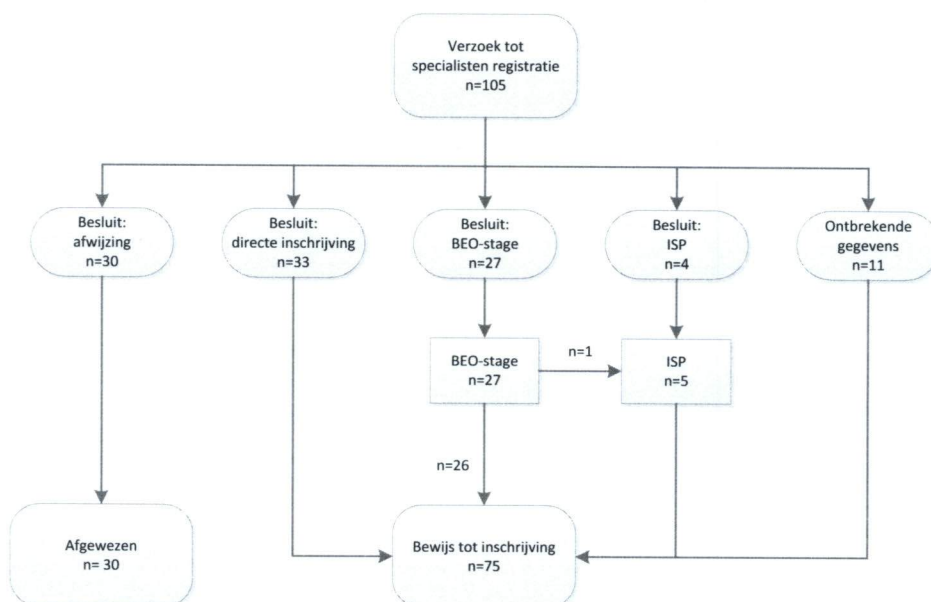 Verzoek tot
specialisten registratie
n=105
Besluit:
afwijzing
n=30
Besluit:
directe inschrijving
n=33
Besluit:
BEO-stage
n=27
Besluit:
ISP
n=4
Ontbrekende
gegevens
n=11
BEO-stage
n=27
n=1
ISP
n=5
n=26
Afgewezen
n= 30
Bewijs tot inschrijving
n=75